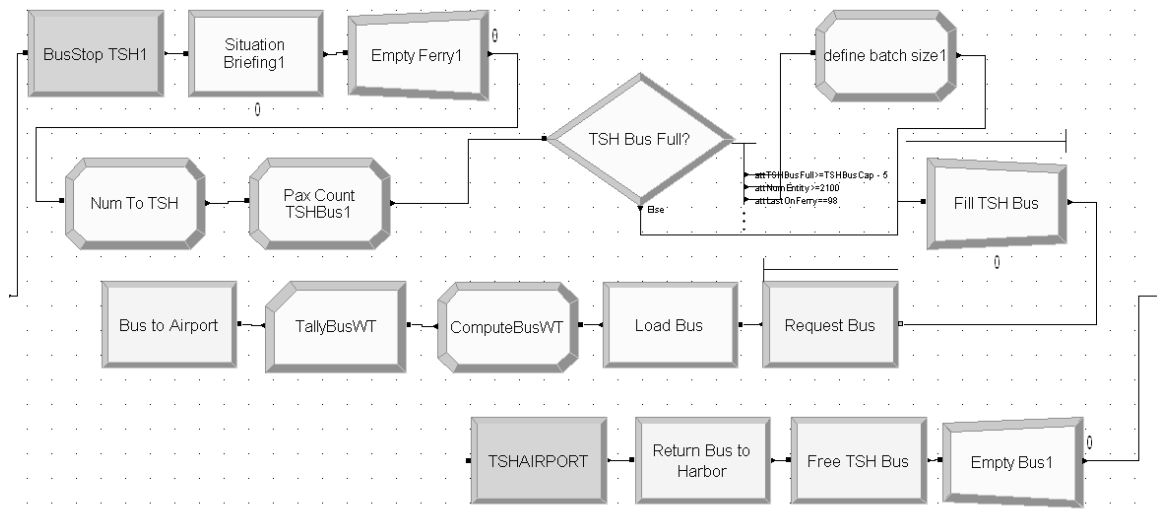 BusStop TSH1
Situation
Briefing1
Empty Ferry1
0
0
define batch size1
TSH Bus Full?
attTSHBusFull>=TSHBusCap - 5
attNumEntity>=2100
attLastOnFerry==98
Else
Num To TSH
Pax Count
TSHBus1
Fill TSH Bus
0
Bus to Airport
TallyBusWT
ComputeBusWT
Load Bus
Request Bus
TSHAIRPORT
Return Bus to
Harbor
Free TSH Bus
Empty Bus1
0